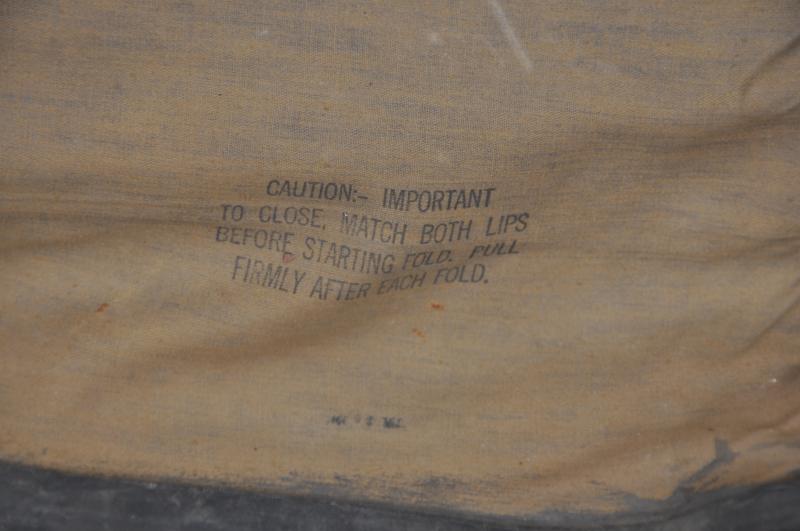 CAUTION:- IMPORTANT
TO CLOSE, MATCH BOTH LIPS
BEFORE STARTING FOLD. PULL
FIRMLY AFTER EACH FOLD.